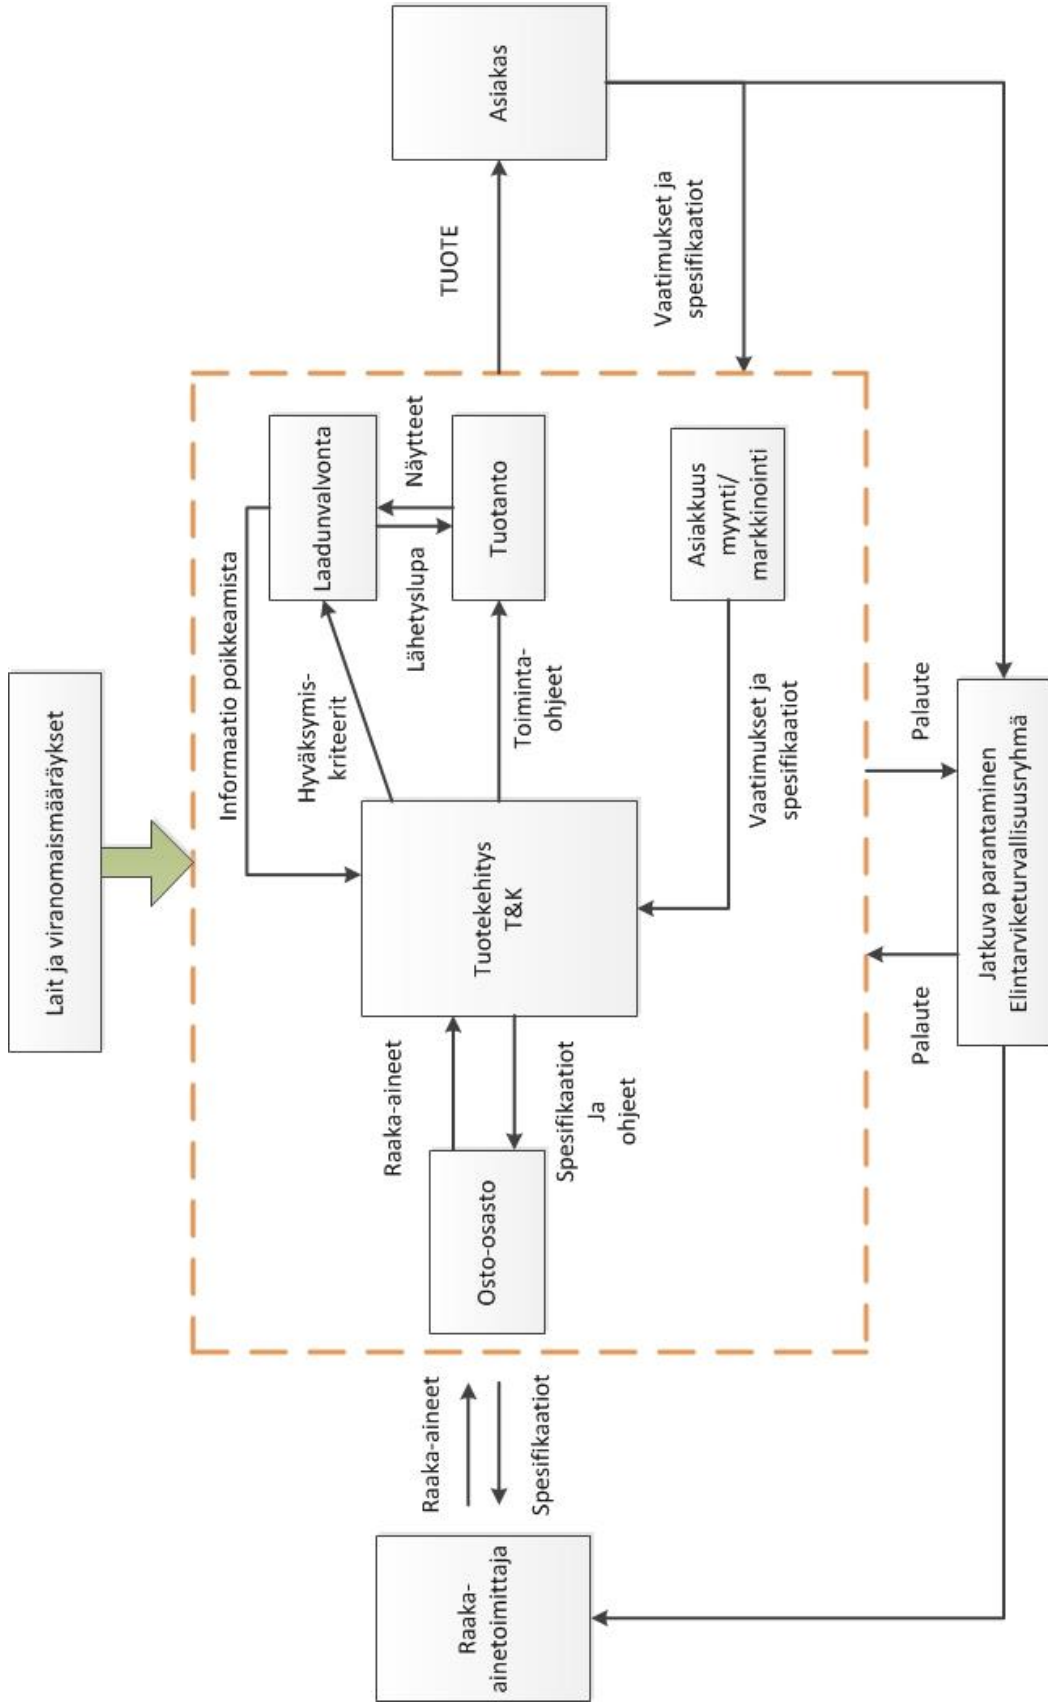 Lait ja viranomaismääräykset
Raaka-
ainetoimittaja
Raaka-aineet
Spesifikaatiot
Osto-osasto
Raaka-aineet
Spesifikaatiot
Ja
ohjeet
Tuotekehitys
T&K
Informaatio poikkeamista
Hyväksymis-
kriteerit
Toiminta-
ohjeet
Laadunvalvonta
Lähetyslupa
Näytteet
Tuotanto
Vaatimukset ja
spesifikaatiot
Asiakkuus
myynti/
markkinointi
TUOTE
Asiakas
Vaatimukset ja
spesifikaatiot
Palaute
Palaute
Jatkuva parantaminen
Elintarviketurvallisuusryhmä